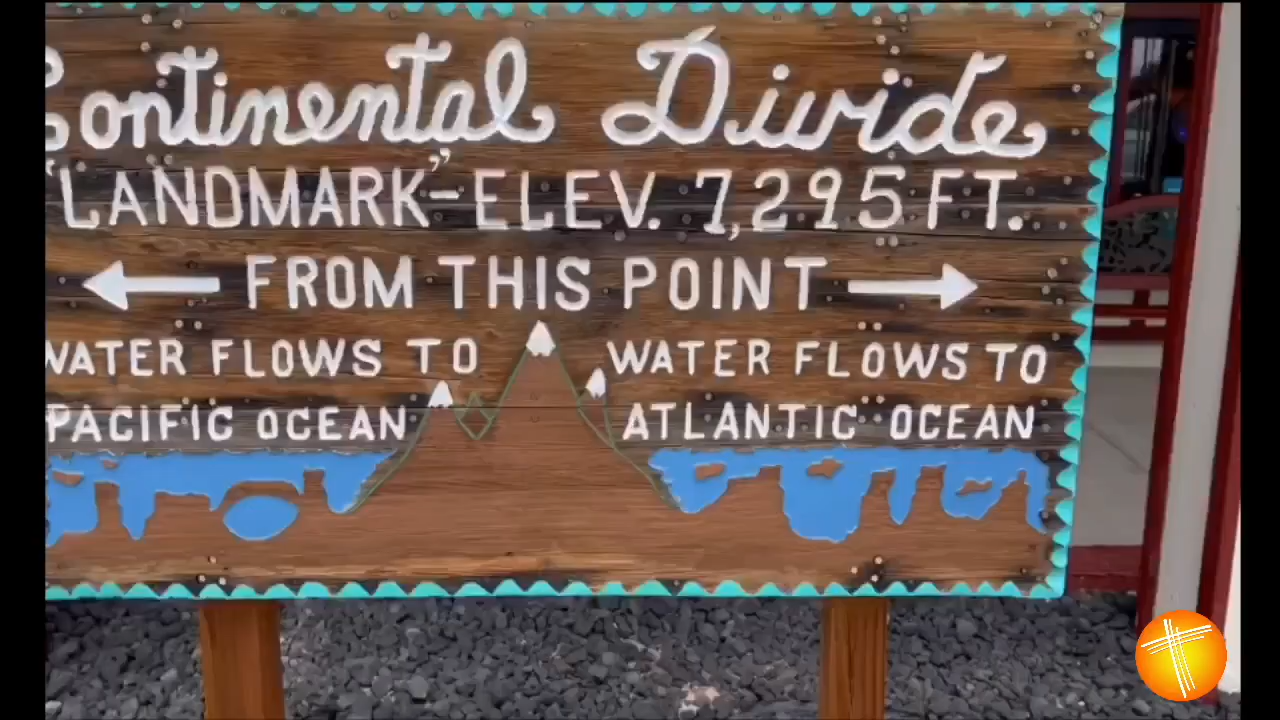 Continental Divide
"LANDMARK"-ELEV. 7,295 FT.
← FROM THIS POINT →
WATER FLOWS TO
PACIFIC OCEAN
WATER FLOWS TO
ATLANTIC OCEAN